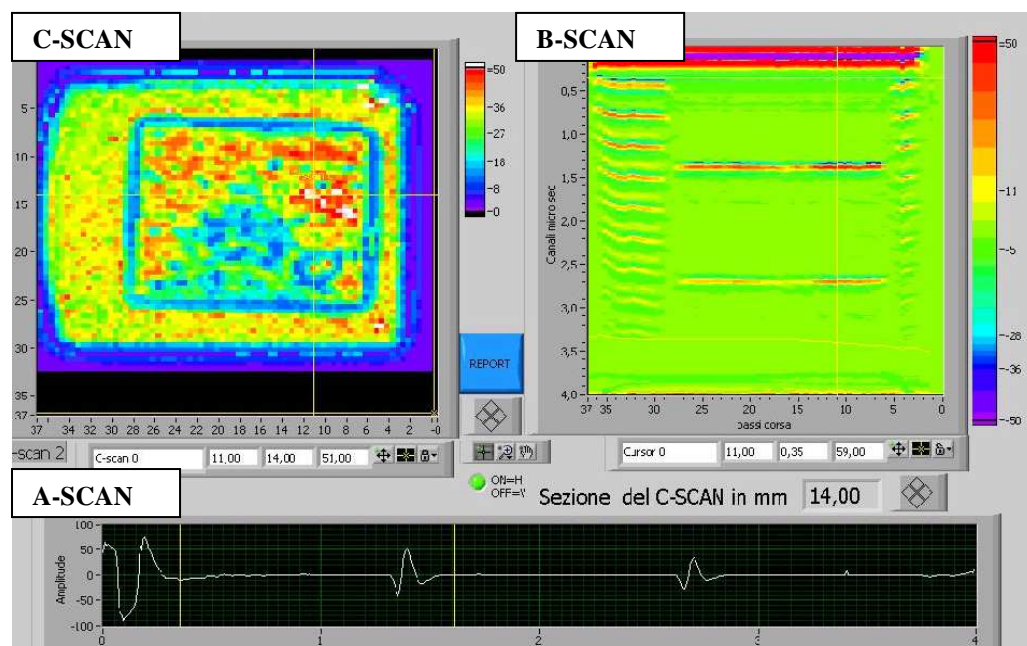 C-SCAN
B-SCAN
=50
-36
-27
-18
-8
-0
5
10
15
20
25
30
35
37
37 34 32 30 28 26 24 22 20 18 16 14 12 10 8 6 4 2 -0
Canali micro sec
0,5
1,0
1,5
2,0
2,5
3,0
3,5
4,0
37 35 30 25 20 15 10 5 0
passi corsa
=50
-11
--5
--28
--36
--50
REPORT
-scan 2
C-scan 0 11,00 14,00 51,00
Cursor 0 11,00 0,35 59,00
A-SCAN
ON=H
OFF=V
Sezione del C-SCAN in mm 14,00
Amplitude
100
50
0
-50
-100
0 1 2 3 4